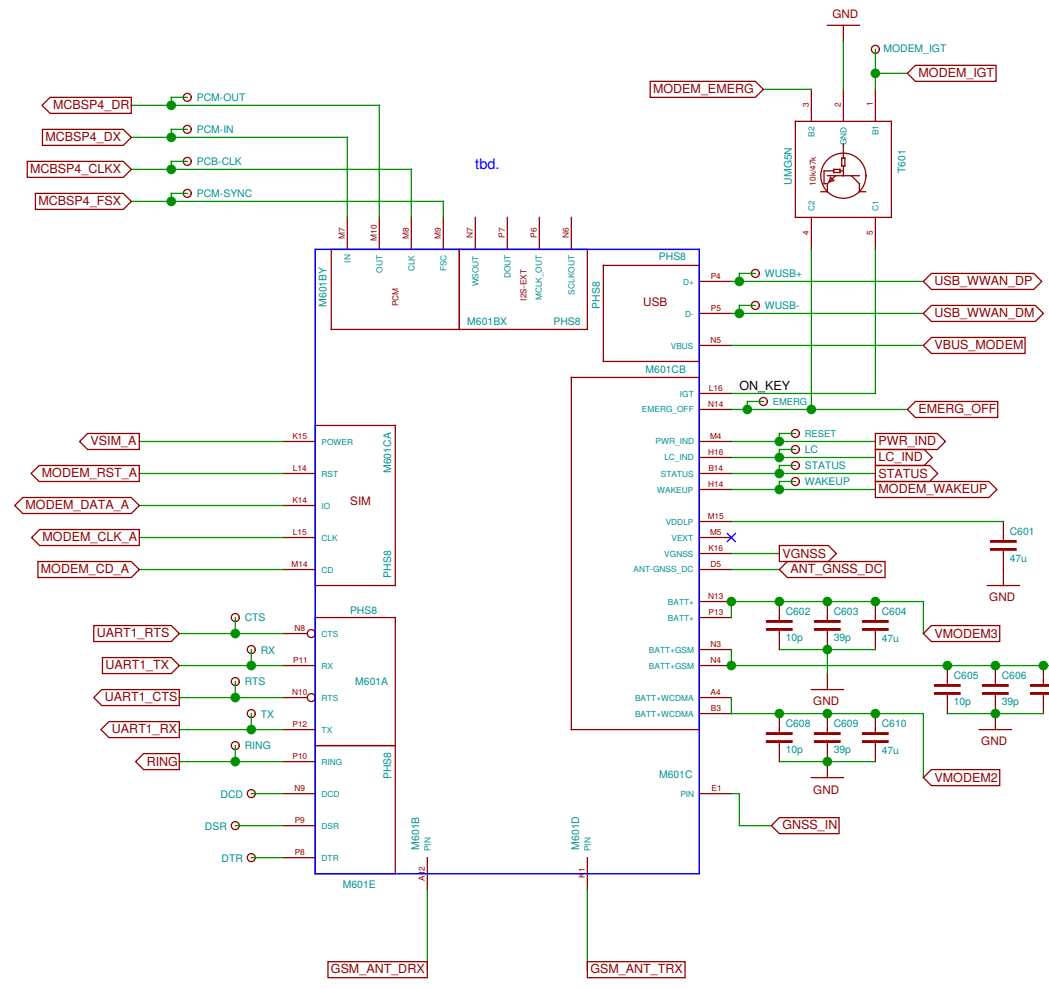 GND
MODEM_IGT
MODEM_IGT
MODEM_EMERG
3
2
1
B2
GND
B1
UMG5N
10k/47k
T601
C2
C1
4
5
MCBSP4_DR
PCM-OUT
MCBSP4_DX
PCM-IN
MCBSP4_CLKX
PCB-CLK
MCBSP4_FSX
PCM-SYNC
tbd.
M7
M10
M8
M9
N7
P7
P6
N6
IN
OUT
CLK
FSC
WSOUT
DOUT
MCLK_OUT
SCLKOUT
M601BY
PCM
I2S-EXT
M601BX
PHS8
PHS8
PHS8
USB
D+
P4
WUSB+
USB_WWAN_DP
D-
P5
WUSB-
USB_WWAN_DM
VBUS
N5
VBUS_MODEM
M601CB
IGT
L16
ON_KEY
EMERG_OFF
N14
EMERG
EMERG_OFF
PWR_IND
M4
RESET
PWR_IND
LC_IND
H16
LC
LC_IND
STATUS
B14
STATUS
STATUS
WAKEUP
H14
WAKEUP
MODEM_WAKEUP
VDDLP
M15
C601
47u
GND
VEXT
M5
VGNSS
K16
VGNSS
ANT-GNSS_DC
D5
ANT_GNSS_DC
BATT+
N13
BATT+
P13
C602
10p
C603
39p
C604
47u
VMODEM3
GND
BATT+GSM
N3
BATT+GSM
N4
C605
10p
C606
39p
GND
BATT+WCDMA
A4
BATT+WCDMA
B3
C608
10p
C609
39p
C610
47u
VMODEM2
GND
M601C
PIN
E1
GNSS_IN
VSIM_A
K15
POWER
MODEM_RST_A
L14
RST
MODEM_DATA_A
K14
IO
MODEM_CLK_A
L15
CLK
MODEM_CD_A
M14
CD
M601CA
SIM
PHS8
PHS8
UART1_RTS
CTS
N8
CTS
UART1_TX
RX
P11
RX
M601A
UART1_CTS
RTS
N10
RTS
UART1_RX
TX
P12
TX
RING
RING
P10
RING
PHS8
DCD
N9
DCD
DSR
P9
DSR
DTR
P8
DTR
M601E
M601B
PIN
A12
GSM_ANT_DRX
M601D
PIN
K1
GSM_ANT_TRX